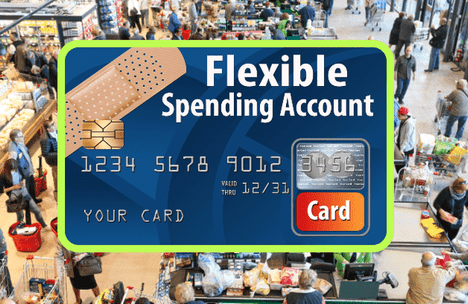 Flexible
Spending Account
1234 5678 9012 3456
VALID
THRU 12/31
YOUR CARD
Card